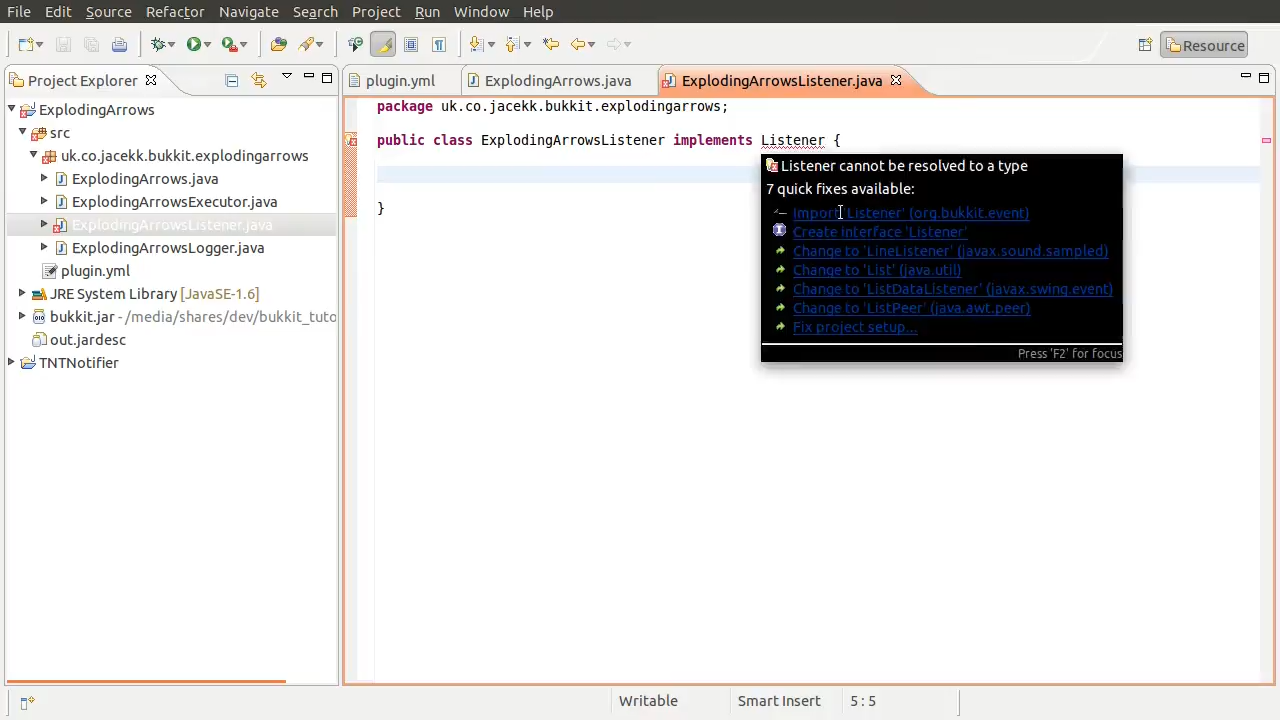 File Edit Source Refactor Navigate Search Project Run Window Help
Resource
Project Explorer
plugin.yml
ExplodingArrows.java
ExplodingArrowsListener.java
ExplodingArrows
src
uk.co.jacekk.bukkit.explodingarrows
ExplodingArrows.java
ExplodingArrowsExecutor.java
ExplodingArrowsListener.java
ExplodingArrowsLogger.java
plugin.yml
JRE System Library [JavaSE-1.6]
bukkit.jar - /media/shares/dev/bukkit_tuto
out.jardesc
TNTNotifier
package uk.co.jacekk.bukkit.explodingarrows;
public class ExplodingArrowsListener implements Listener {
}
Listener cannot be resolved to a type
7 quick fixes available:
Import 'Listener' (org.bukkit.event)
Create interface 'Listener'
Change to 'LineListener' (javax.sound.sampled)
Change to 'List' (java.util)
Change to 'ListDataListener' (javax.swing.event)
Change to 'ListPeer' (java.awt.peer)
Fix project setup...
Press 'F2' for focus
Writable
Smart Insert
5 : 5